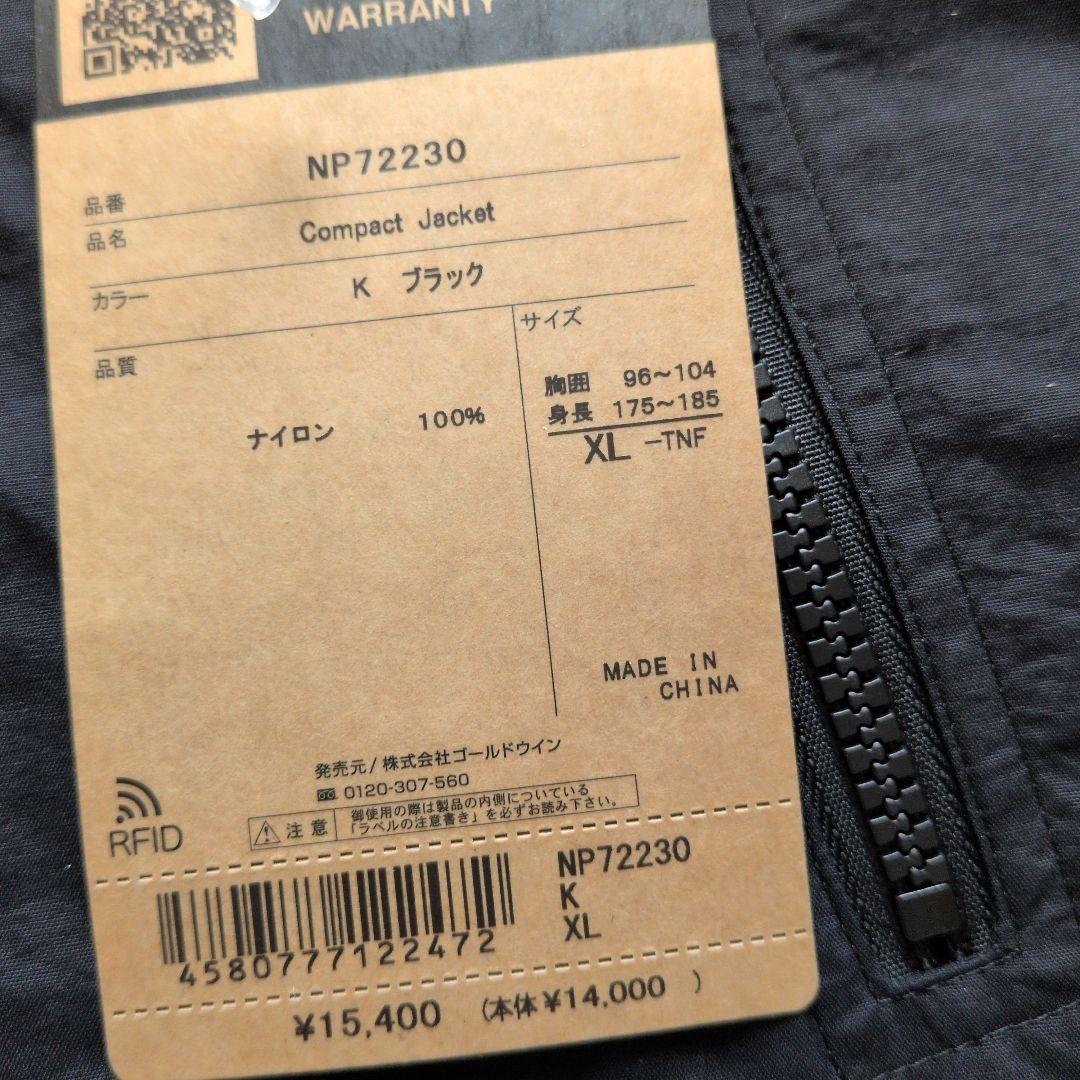 WARRANTY
品番 NP72230
品名 Compact Jacket
カラー K ブラック
品質
ナイロン 100%
サイズ
胸囲 96～104
身長 175～185
XL -TNF
MADE IN
CHINA
発売元/株式会社ゴールドウイン
0120-307-560
注意
御使用の際は製品の内側についている
「ラベルの注意書き」を必ずお読み下さい。
RFID
4580777122472
NP72230
K
XL
¥15,400 (本体¥14,000 )